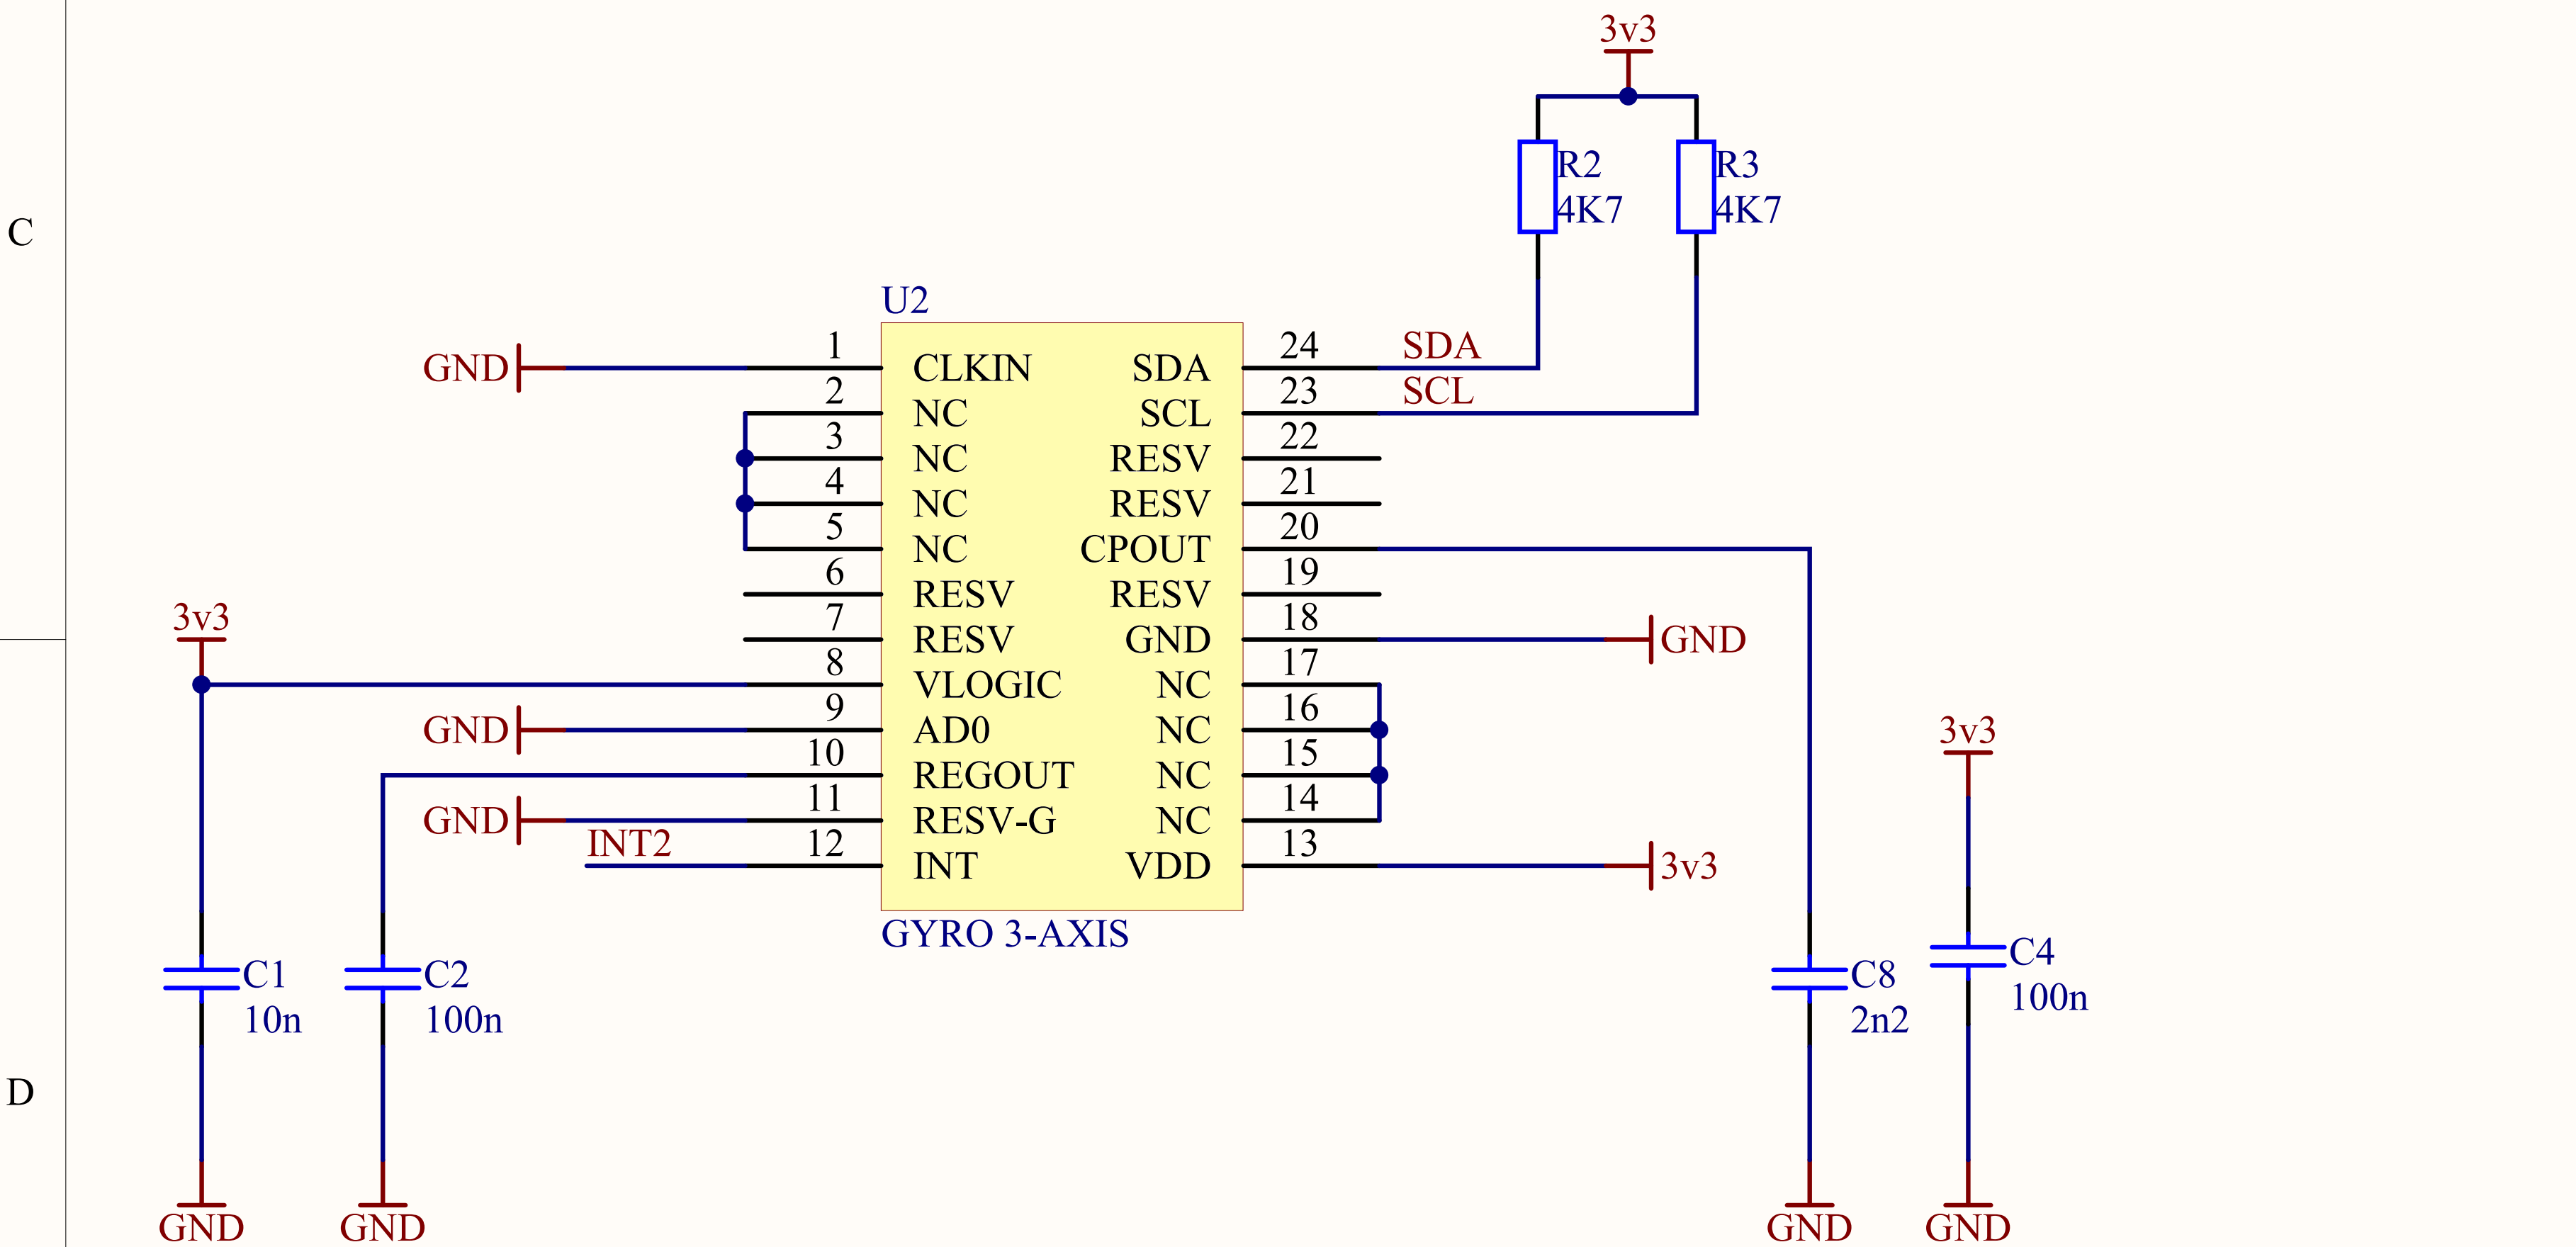 3v3
R2
4K7
R3
4K7
C
U2
1
24
SDA
GND
CLKIN
SDA
2
23
SCL
NC
SCL
3
22
NC
RESV
4
21
NC
RESV
5
20
NC
CPOUT
6
19
RESV
RESV
3v3
7
18
RESV
GND
GND
8
17
VLOGIC
NC
9
16
GND
AD0
NC
3v3
10
15
REGOUT
NC
11
14
GND
RESV-G
NC
INT2
12
13
INT
VDD
3v3
GYRO 3-AXIS
C1
10n
C2
100n
C8
2n2
C4
100n
D
GND
GND
GND
GND